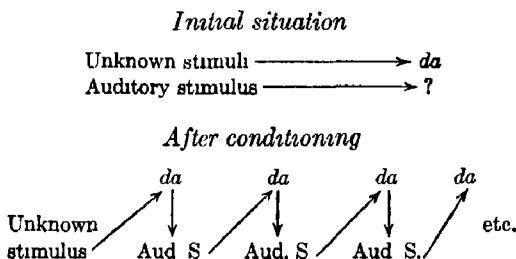 Initial situation
Unknown stimuli da
Auditory stimulus ?
After conditioning
da da da da
Unknown etc.
stimulus Aud S Aud. S Aud S.